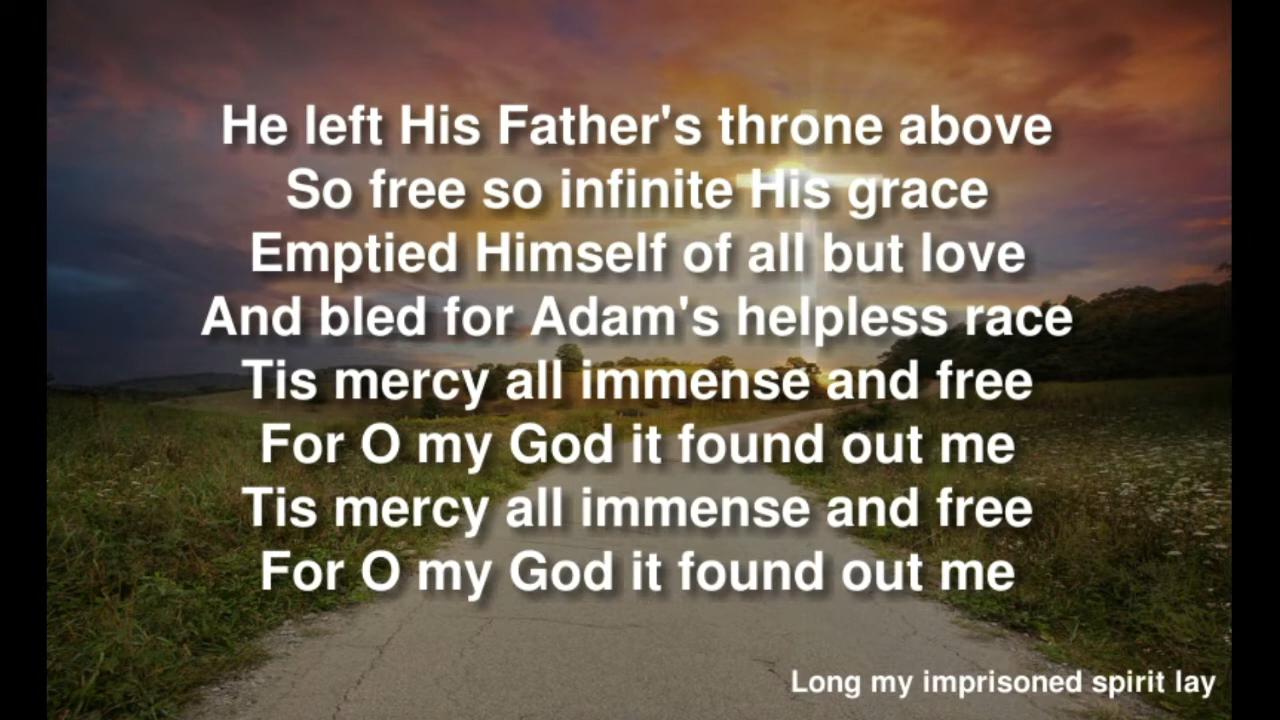 He left His Father's throne above
So free so infinite His grace
Emptied Himself of all but love
And bled for Adam's helpless race
Tis mercy all immense and free
For O my God it found out me
Tis mercy all immense and free
For O my God it found out me
Long my imprisoned spirit lay